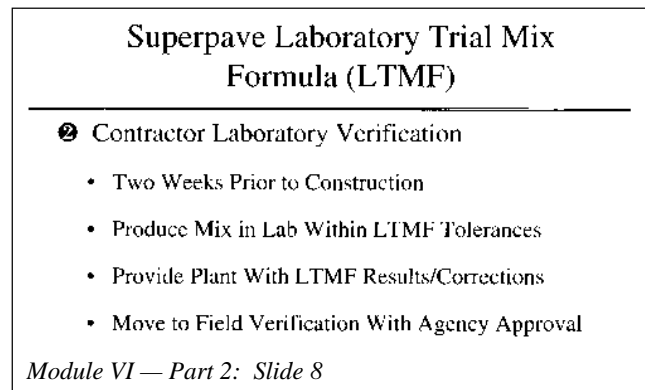 Superpave Laboratory Trial Mix
Formula (LTMF)
❷ Contractor Laboratory Verification
• Two Weeks Prior to Construction
• Produce Mix in Lab Within LTMF Tolerances
• Provide Plant With LTMF Results/Corrections
• Move to Field Verification With Agency Approval
Module VI — Part 2: Slide 8